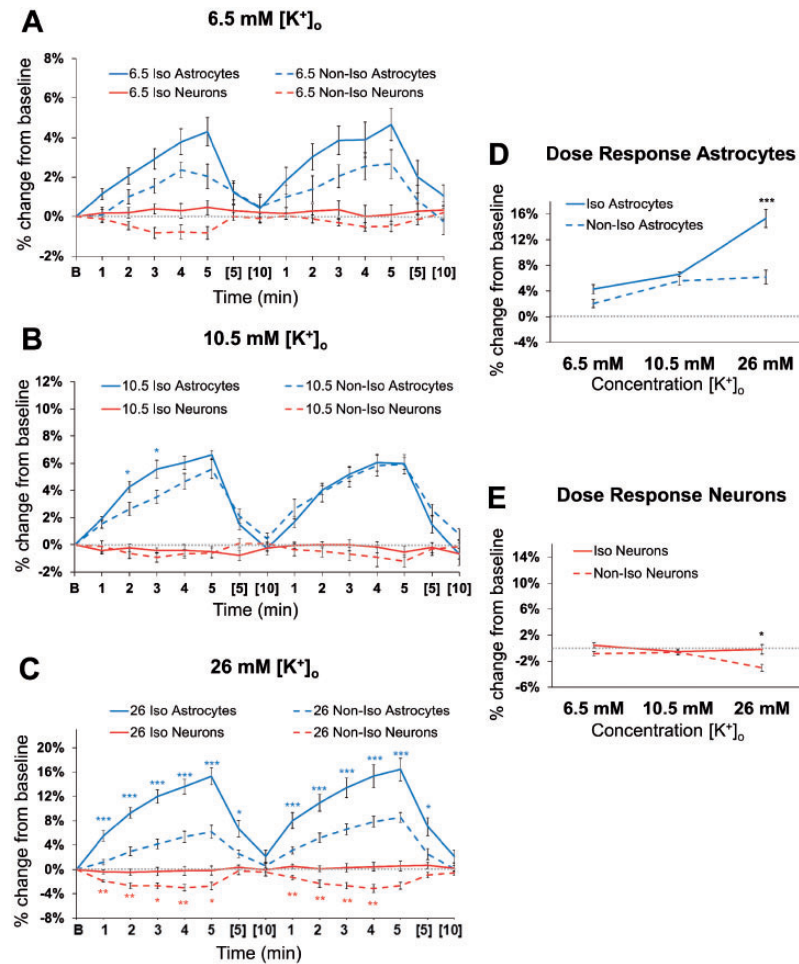 A
6.5 mM [K⁺]ₒ
8%
6%
4%
2%
0%
-2%
% change from baseline
6.5 Iso Astrocytes
6.5 Non-Iso Astrocytes
6.5 Iso Neurons
6.5 Non-Iso Neurons
B 1 2 3 4 5 [5] [10] 1 2 3 4 5 [5] [10]
Time (min)
B
10.5 mM [K⁺]ₒ
12%
10%
8%
6%
4%
2%
0%
-2%
% change from baseline
10.5 Iso Astrocytes
10.5 Non-Iso Astrocytes
10.5 Iso Neurons
10.5 Non-Iso Neurons
* *
B 1 2 3 4 5 [5] [10] 1 2 3 4 5 [5] [10]
Time (min)
C
26 mM [K⁺]ₒ
20%
16%
12%
8%
4%
0%
-4%
-8%
% change from baseline
26 Iso Astrocytes
26 Non-Iso Astrocytes
26 Iso Neurons
26 Non-Iso Neurons
*** *** *** *** *** * *** *** *** *** *** *
** ** * ** * ** ** ** **
B 1 2 3 4 5 [5] [10] 1 2 3 4 5 [5] [10]
Time (min)
D
Dose Response Astrocytes
16%
12%
8%
4%
0%
-4%
% change from baseline
Iso Astrocytes
Non-Iso Astrocytes
***
6.5 mM 10.5 mM 26 mM
Concentration [K⁺]ₒ
E
Dose Response Neurons
14%
10%
6%
2%
-2%
-6%
% change from baseline
Iso Neurons
Non-Iso Neurons
*
6.5 mM 10.5 mM 26 mM
Concentration [K⁺]ₒ